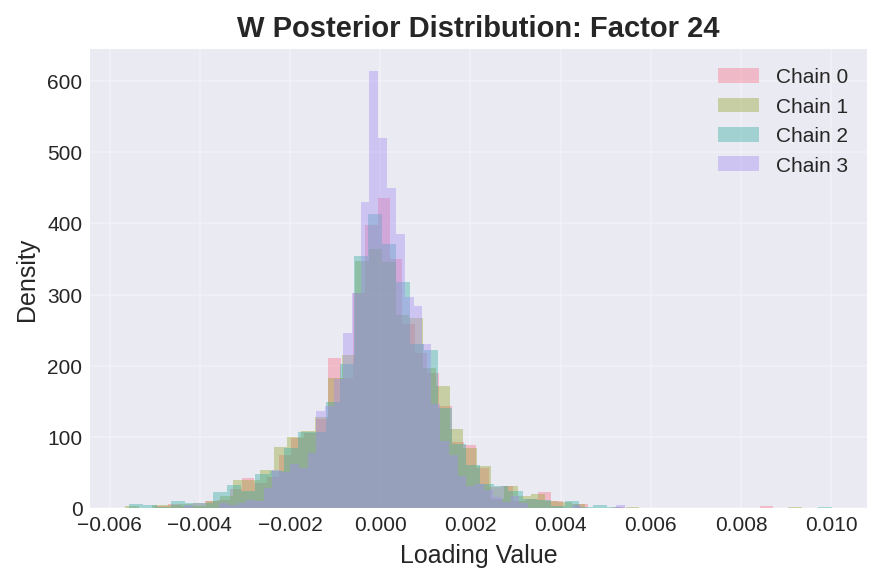 W Posterior Distribution: Factor 24
Chain 0
Chain 1
Chain 2
Chain 3
Density
600
500
400
300
200
100
0
−0.006 −0.004 −0.002 0.000 0.002 0.004 0.006 0.008 0.010
Loading Value